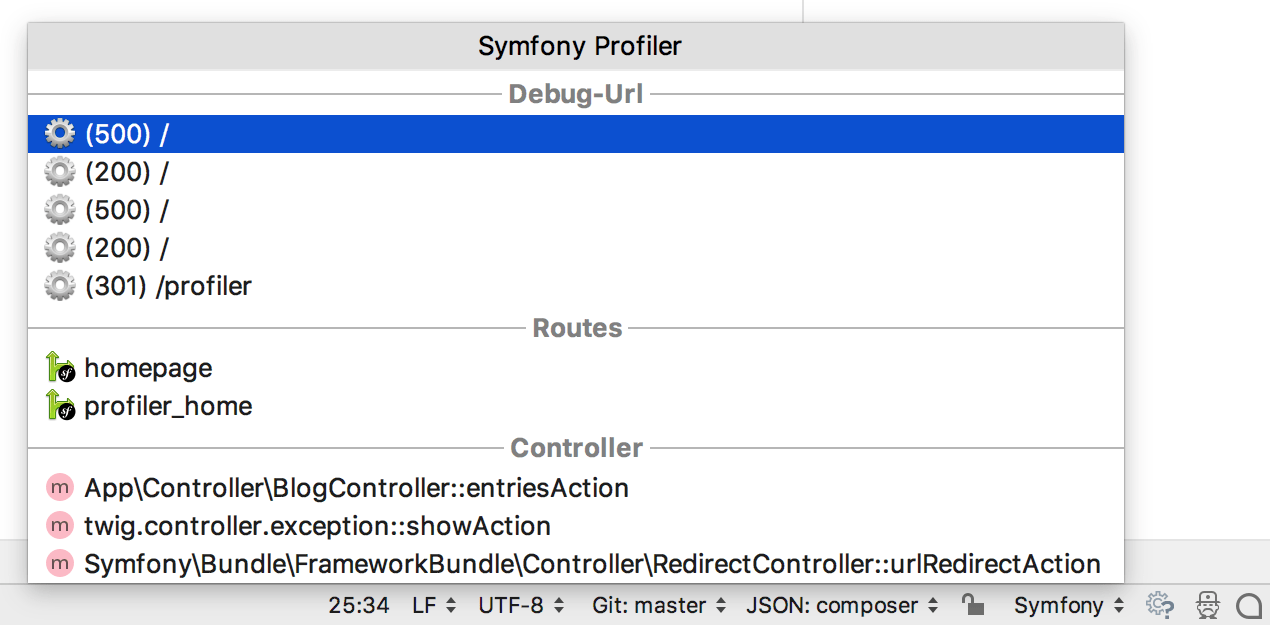 Symfony Profiler
Debug-Url
(500) /
(200) /
(500) /
(200) /
(301) /profiler
Routes
homepage
profiler_home
Controller
m App\Controller\BlogController::entriesAction
m twig.controller.exception::showAction
m Symfony\Bundle\FrameworkBundle\Controller\RedirectController::urlRedirectAction
25:34 LF UTF-8 Git: master JSON: composer Symfony